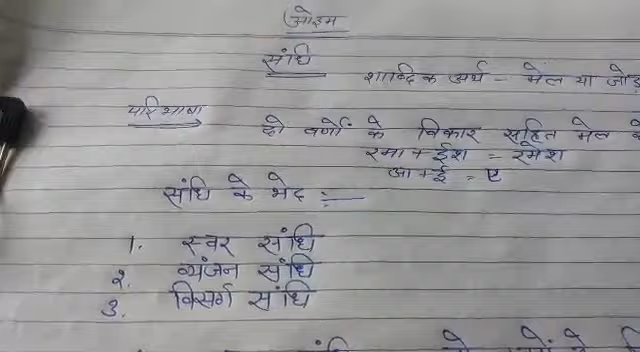 ओ३म
संधि
शाब्दिक अर्थ - मेल या जोड़
परिभाषा
दो वर्णों के विकार सहित मेल के
रमा + ईश = रमेश
आ + ई = ए
संधि के भेद :-
1. स्वर संधि
2. व्यंजन संधि
3. विसर्ग संधि